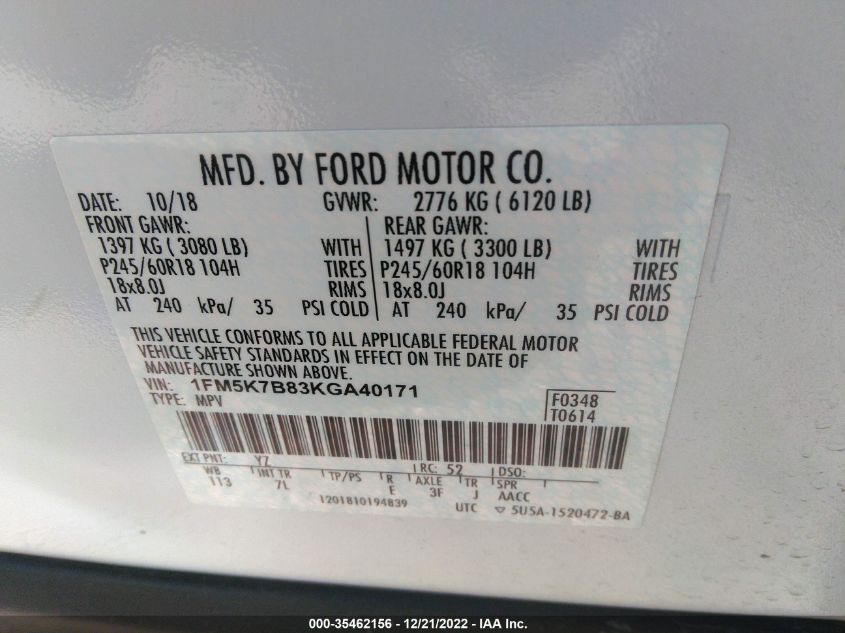 MFD. BY FORD MOTOR CO.
DATE: 10/18 GVWR: 2776 KG ( 6120 LB)
FRONT GAWR: REAR GAWR:
1397 KG ( 3080 LB) WITH 1497 KG ( 3300 LB) WITH
P245/60R18 104H TIRES P245/60R18 104H TIRES
18x8.0J RIMS 18x8.0J RIMS
AT 240 kPa/ 35 PSI COLD AT 240 kPa/ 35 PSI COLD
THIS VEHICLE CONFORMS TO ALL APPLICABLE FEDERAL MOTOR
VEHICLE SAFETY STANDARDS IN EFFECT ON THE DATE OF
MANUFACTURE SHOWN ABOVE.
VIN: 1FM5K7B83KGA40171
TYPE: MPV F0348
T0614
EXT PNT: YZ RC: 52 DSO:
WB INT TR TP/PS R AXLE TR SPR
113 7L E 3F J AACC
1201810194839 UTC ▽ 5U5A-1520472-BA
000-35462156 - 12/21/2022 - IAA Inc.